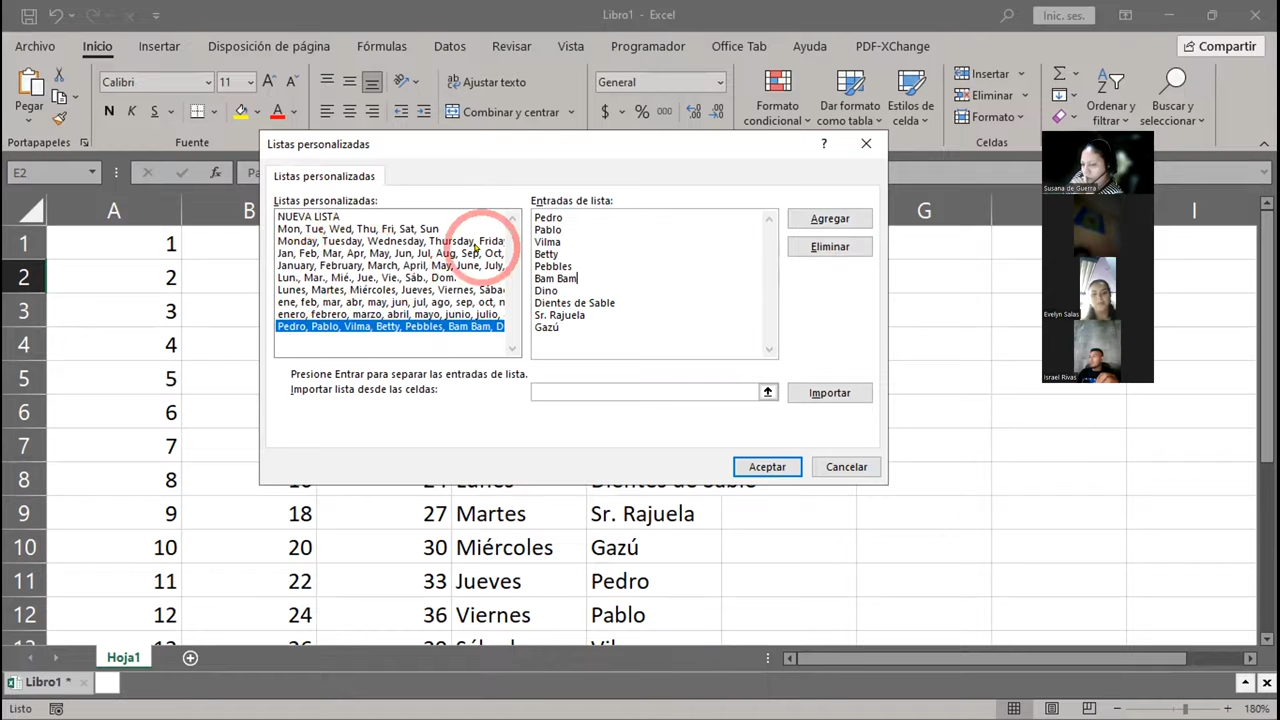 Libro1 - Excel
Inic. ses.
Archivo Inicio Insertar Disposición de página Fórmulas Datos Revisar Vista Programador Office Tab Ayuda PDF-XChange Compartir
Pegar
Calibri 11
N K S
Ajustar texto
Combinar y centrar
General
$ % 000
Formato condicional
Dar formato como tabla
Estilos de celda
Insertar
Eliminar
Formato
Ordenar y filtrar
Buscar y seleccionar
Portapapeles Fuente Celdas
E2
Listas personalizadas
Listas personalizadas
Listas personalizadas:
NUEVA LISTA
Mon, Tue, Wed, Thu, Fri, Sat, Sun
Monday, Tuesday, Wednesday, Thursday, Frida
Jan, Feb, Mar, Apr, May, Jun, Jul, Aug, Sep, Oct,
January, February, March, April, May, June, July,
Lun., Mar., Mié., Jue., Vie., Sáb., Dom.
Lunes, Martes, Miércoles, Jueves, Viernes, Sába
ene, feb, mar, abr, may, jun, jul, ago, sep, oct, n
enero, febrero, marzo, abril, mayo, junio, julio,
Pedro, Pablo, Vilma, Betty, Pebbles, Bam Bam, D
Entradas de lista:
Pedro
Pablo
Vilma
Betty
Pebbles
Bam Bam
Dino
Dientes de Sable
Sr. Rajuela
Gazú
Agregar
Eliminar
Presione Entrar para separar las entradas de lista.
Importar lista desde las celdas:
Importar
Aceptar
Cancelar
Susana de Guerra
Evelyn Salas
Israel Rivas
A B G I
1 1
2 2
3 3
4 4
5 5
6 6
7 7
8 8
9 9 18 27 Martes Sr. Rajuela
10 10 20 30 Miércoles Gazú
11 11 22 33 Jueves Pedro
12 12 24 36 Viernes Pablo
Hoja1
Libro1 *
Listo
180%